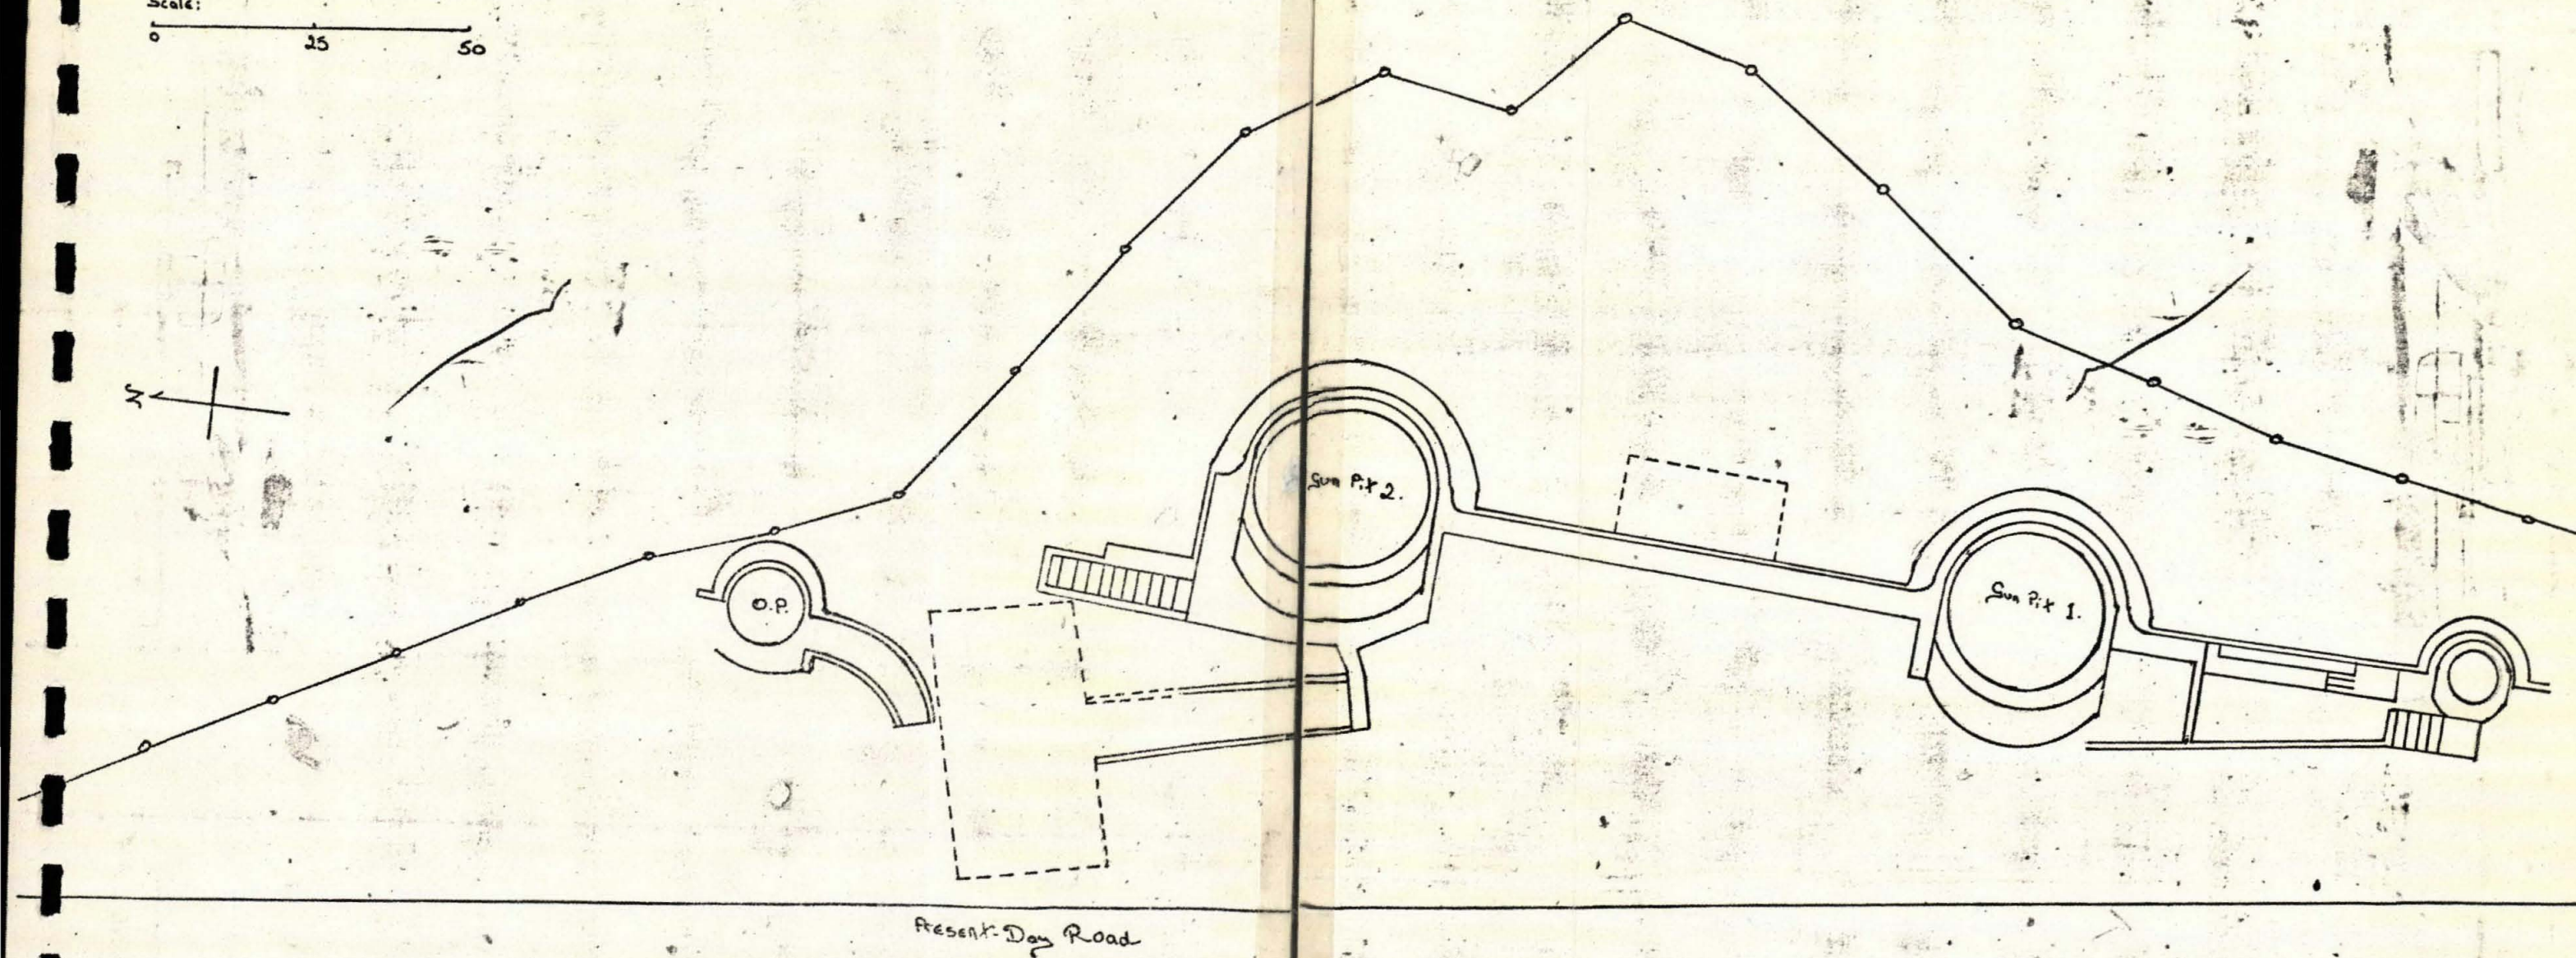 Scale:
0 25 50
N
Gun Pit 2.
O.P.
Gun Pit 1.
Present-Day Road